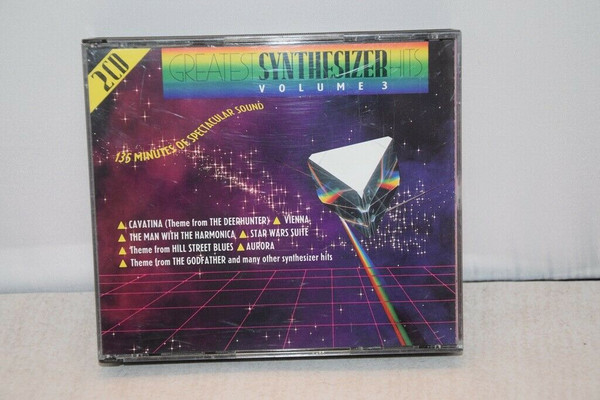 2CD
GREATEST SYNTHESIZER HITS
VOLUME 3
135 MINUTES OF SPECTACULAR SOUND
CAVATINA (Theme from THE DEERHUNTER) VIENNA
THE MAN WITH THE HARMONICA STAR WARS SUITE
Theme from HILL STREET BLUES AURORA
Theme from THE GODFATHER and many other synthesizer hits